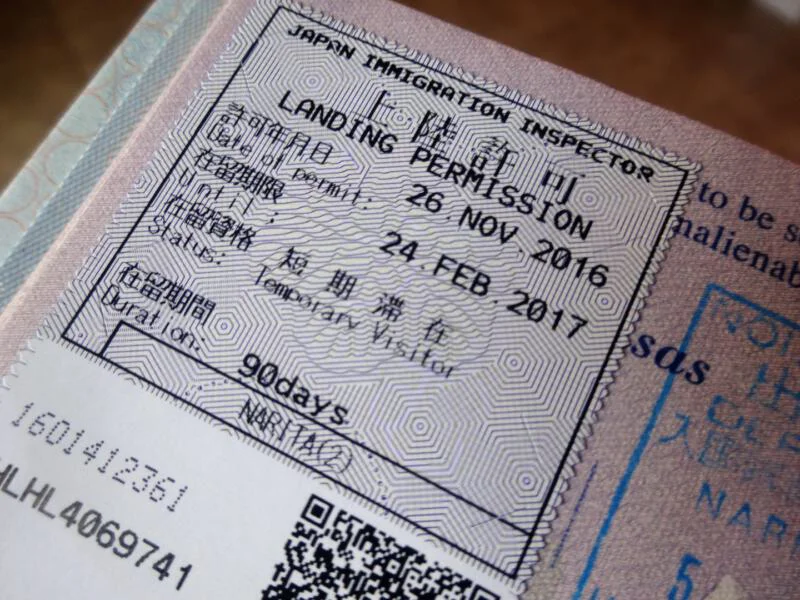 JAPAN IMMIGRATION INSPECTOR
上陸許可
LANDING PERMISSION
許可年月日
Date of permit: 26.NOV.2016
在留期限
Until: 24.FEB.2017
在留資格 短期滞在
Status: Temporary Visitor
在留期間
Duration: 90days
NARITA(2)
1601412361
HLHL4069741
to be
sas
NAR
5